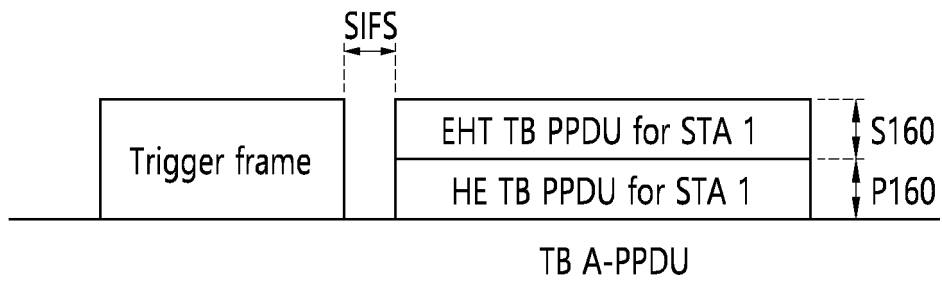 SIFS
Trigger frame
EHT TB PPDU for STA 1
S160
HE TB PPDU for STA 1
P160
TB A-PPDU